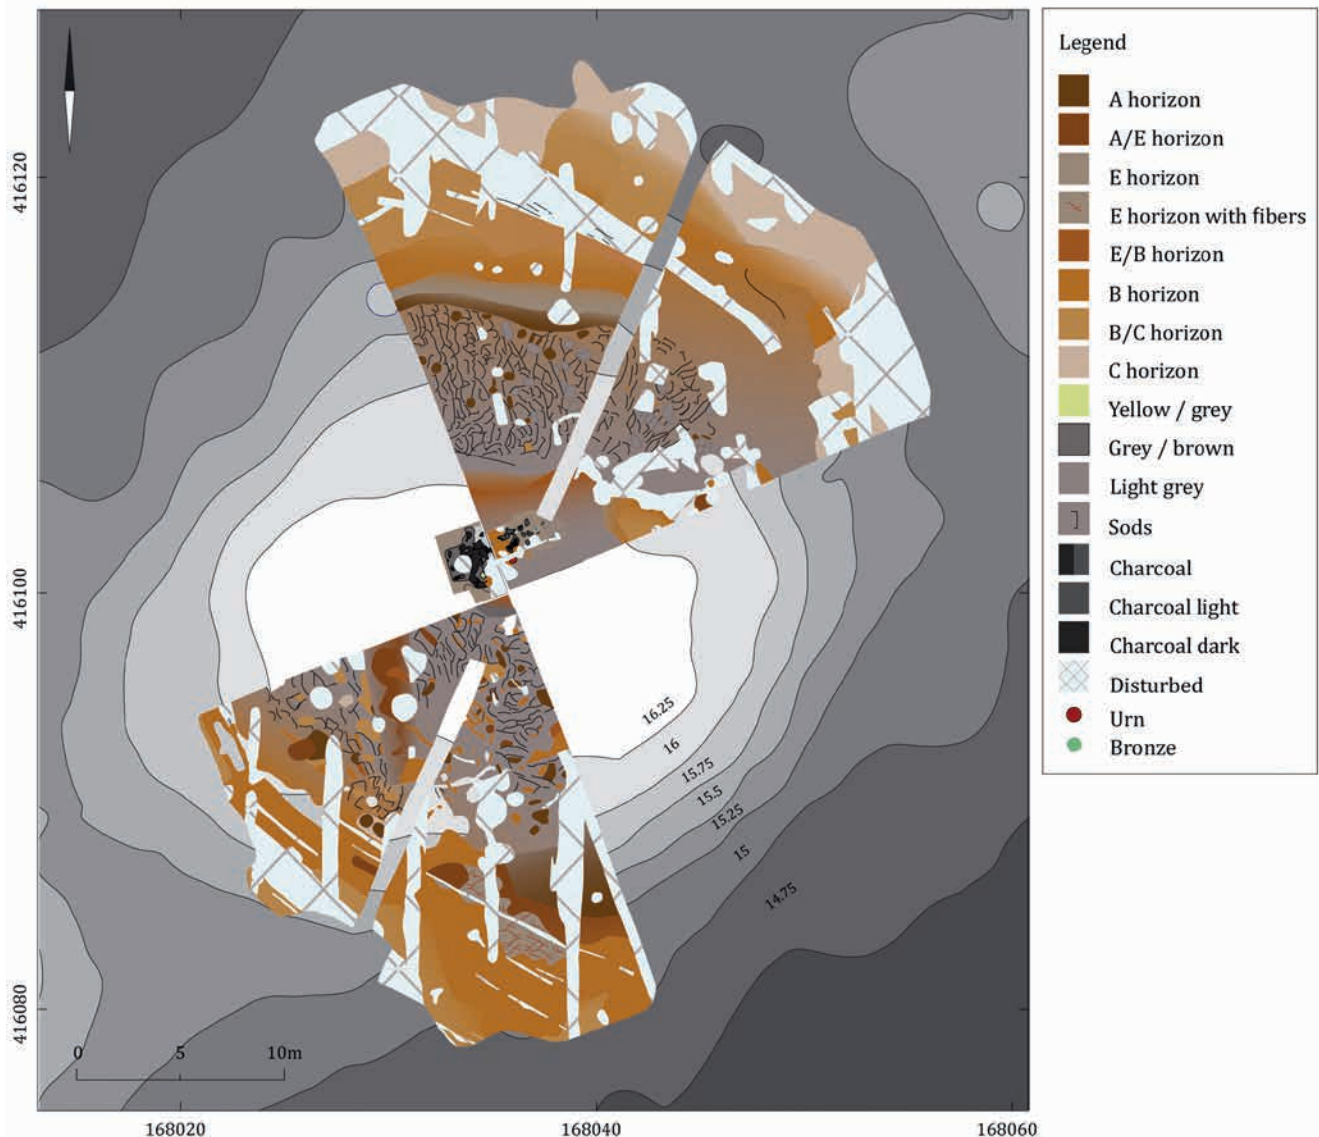 Legend
A horizon
A/E horizon
E horizon
E horizon with fibers
E/B horizon
B horizon
B/C horizon
C horizon
Yellow / grey
Grey / brown
Light grey
Sods
Charcoal
Charcoal light
Charcoal dark
Disturbed
Urn
Bronze
416120
416100
416080
16.25
16
15.75
15.5
15.25
15
14.75
0 5 10m
168020 168040 168060